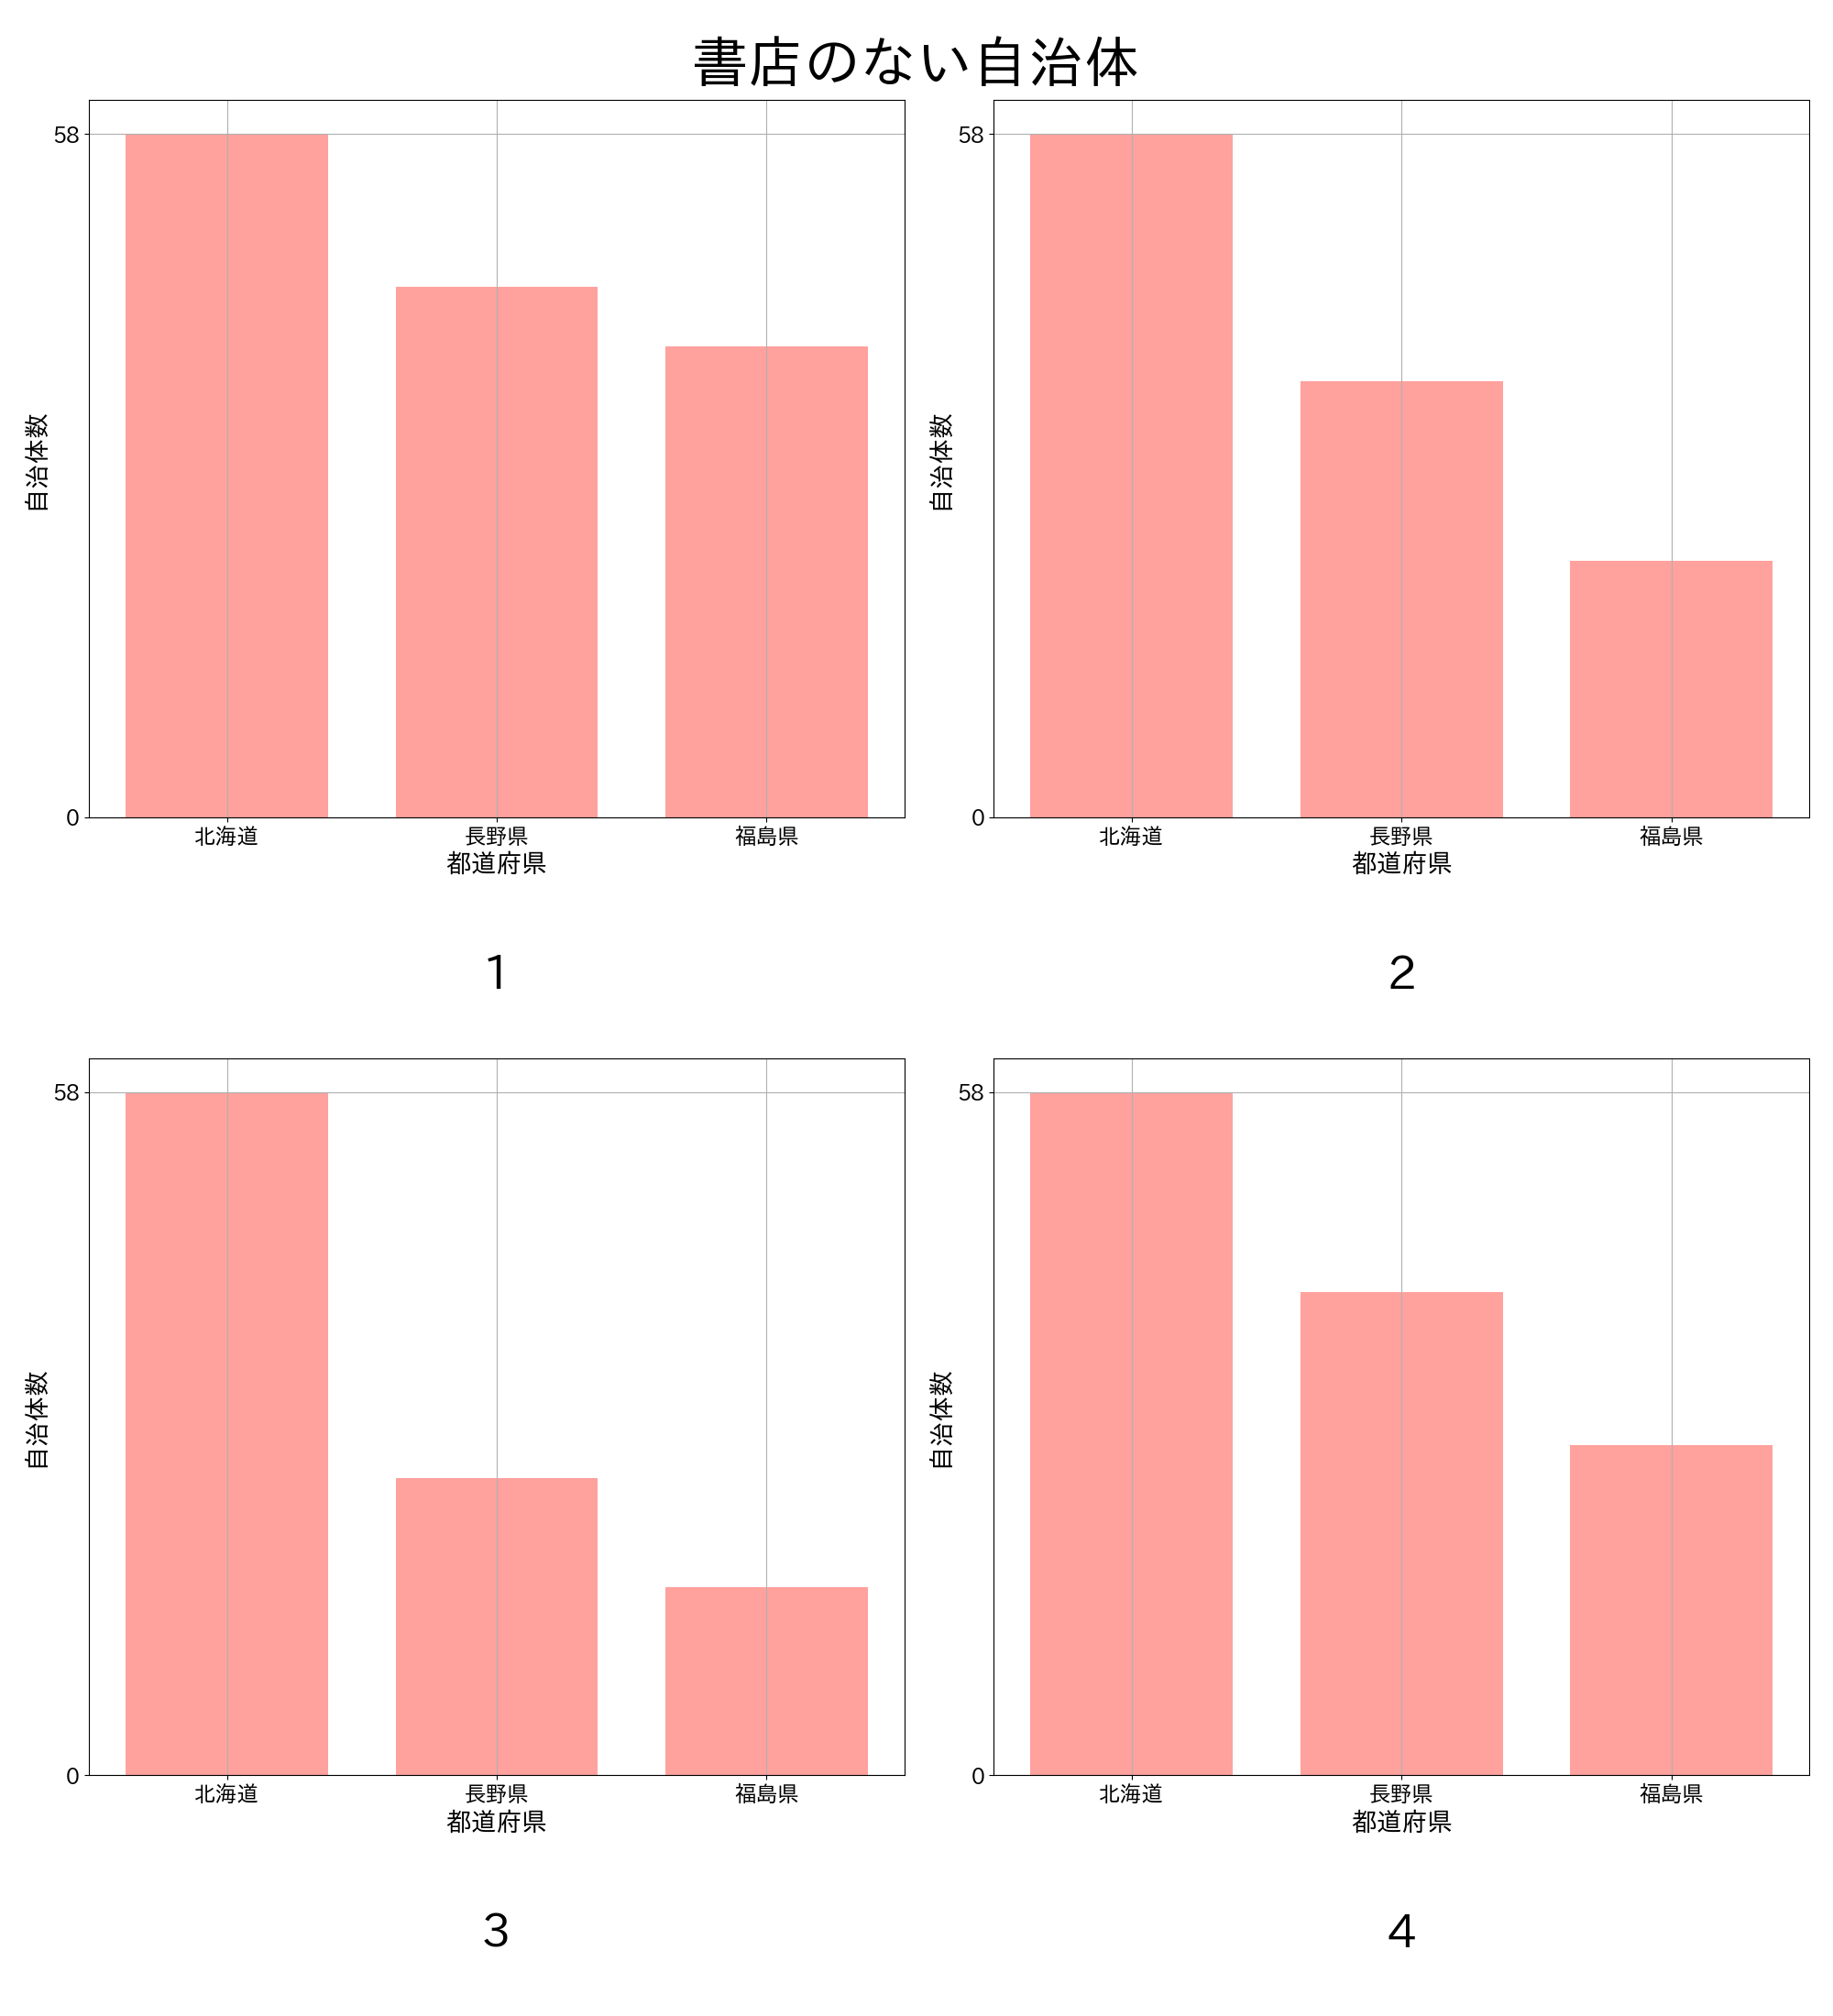 書店のない自治体
58
0
自治体数
北海道 長野県 福島県
都道府県
1
58
0
自治体数
北海道 長野県 福島県
都道府県
2
58
0
自治体数
北海道 長野県 福島県
都道府県
3
58
0
自治体数
北海道 長野県 福島県
都道府県
4